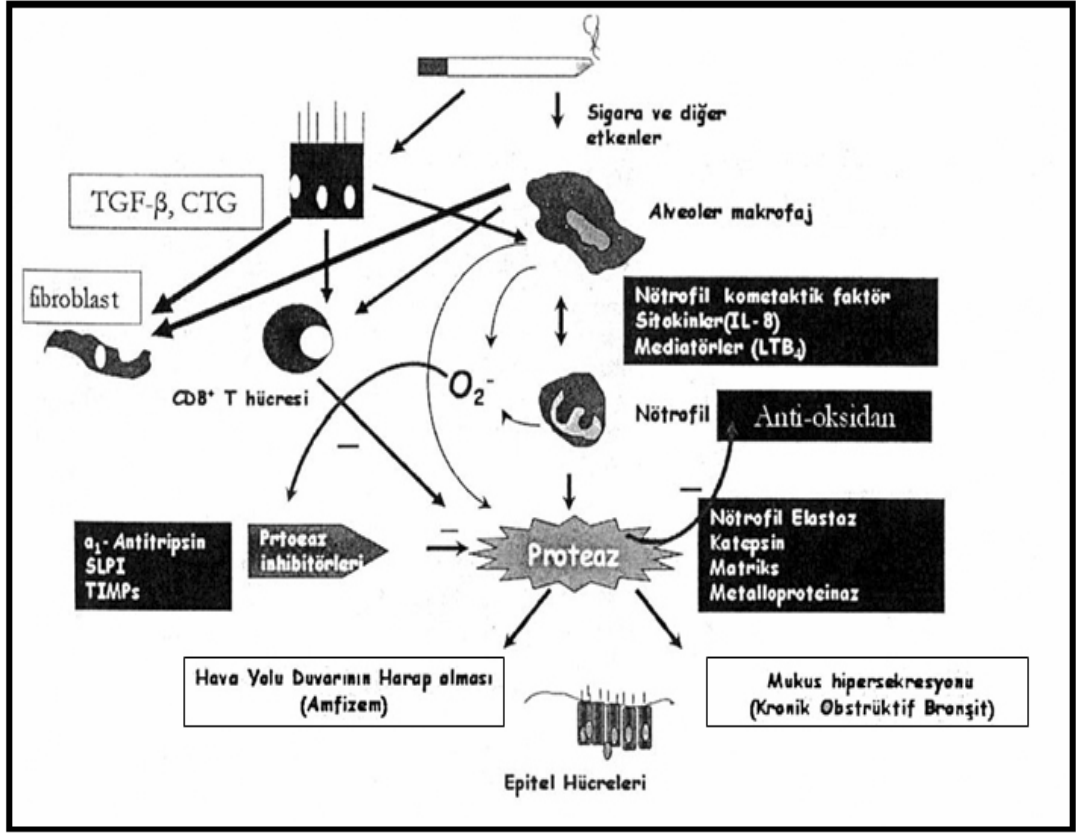 Sigara ve diğer
etkenler
TGF-β, CTG
Alveoler makrofaj
fibroblast
Nötrofil kometaktik faktör
Sitokinler(IL-8)
Mediatörler (LTB₄)
CD8⁺ T hücresi
O₂⁻
Nötrofil
Anti-oksidan
α₁-Antitripsin
SLPI
TIMPs
Prtoeaz
inhibitörleri
Proteaz
Nötrofil Elastaz
Katepsin
Matriks
Metalloproteinaz
Hava Yolu Duvarının Harap olması
(Amfizem)
Mukus hipersekresyonu
(Kronik Obstrüktif Bronşit)
Epitel Hücreleri